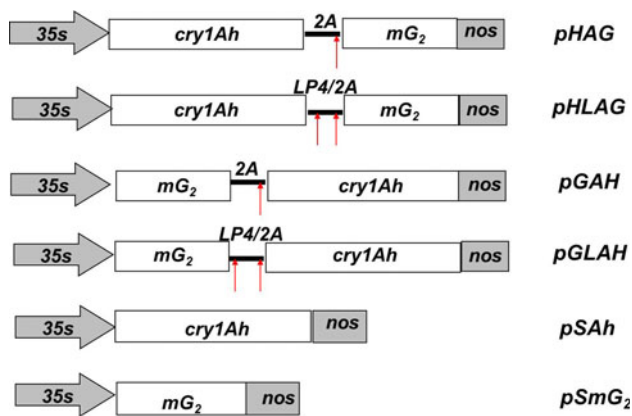 35s cry1Ah 2A mG₂ nos pHAG
35s cry1Ah LP4/2A mG₂ nos pHLAG
35s mG₂ 2A cry1Ah nos pGAH
35s mG₂ LP4/2A cry1Ah nos pGLAH
35s cry1Ah nos pSAh
35s mG₂ nos pSmG₂